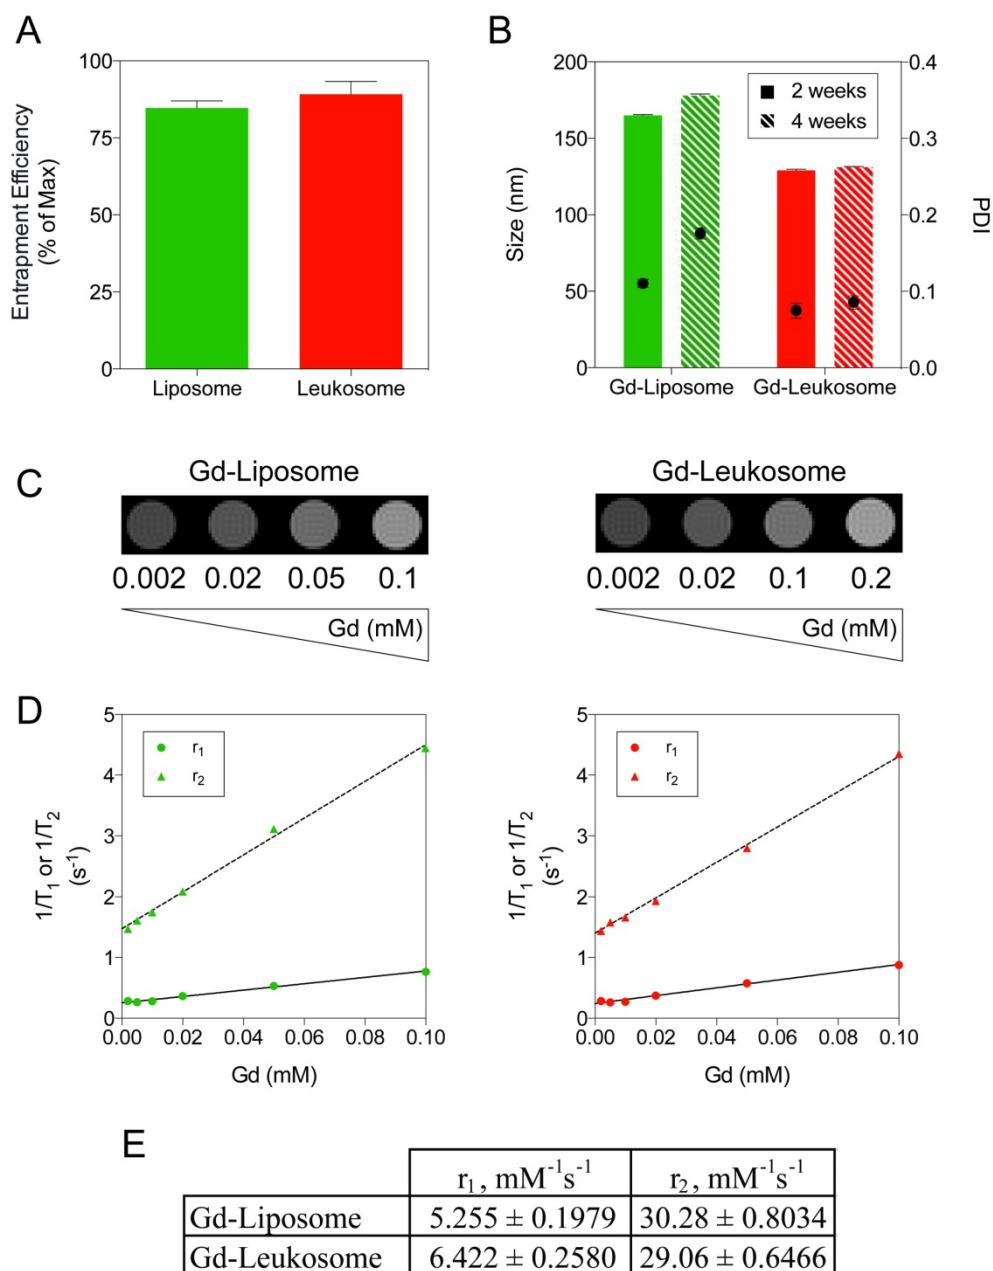 A
100
75
50
25
0
Entrapment Efficiency
(% of Max)
Liposome
Leukosome
B
200
150
100
50
0
Size (nm)
2 weeks
4 weeks
0.4
0.3
0.2
0.1
0.0
PDI
Gd-Liposome
Gd-Leukosome
C
Gd-Liposome
0.002 0.02 0.05 0.1
Gd (mM)
Gd-Leukosome
0.002 0.02 0.1 0.2
Gd (mM)
D
5
4
3
2
1
0
1/T1 or 1/T2
(s-1)
r1
r2
0.00 0.02 0.04 0.06 0.08 0.10
Gd (mM)
5
4
3
2
1
0
1/T1 or 1/T2
(s-1)
r1
r2
0.00 0.02 0.04 0.06 0.08 0.10
Gd (mM)
E
r1, mM-1s-1 r2, mM-1s-1
Gd-Liposome 5.255 ± 0.1979 30.28 ± 0.8034
Gd-Leukosome 6.422 ± 0.2580 29.06 ± 0.6466